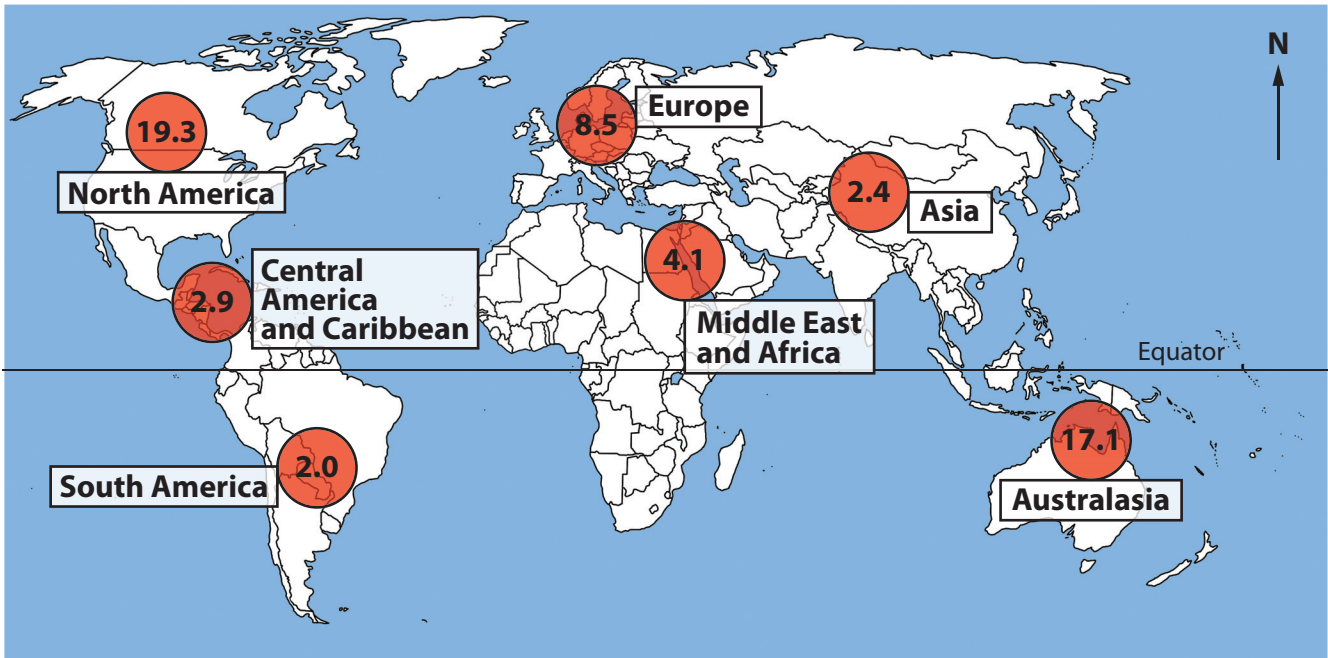 N
19.3
North America
8.5
Europe
2.4
Asia
4.1
Middle East
and Africa
2.9
Central
America
and Caribbean
Equator
2.0
South America
17.1
Australasia